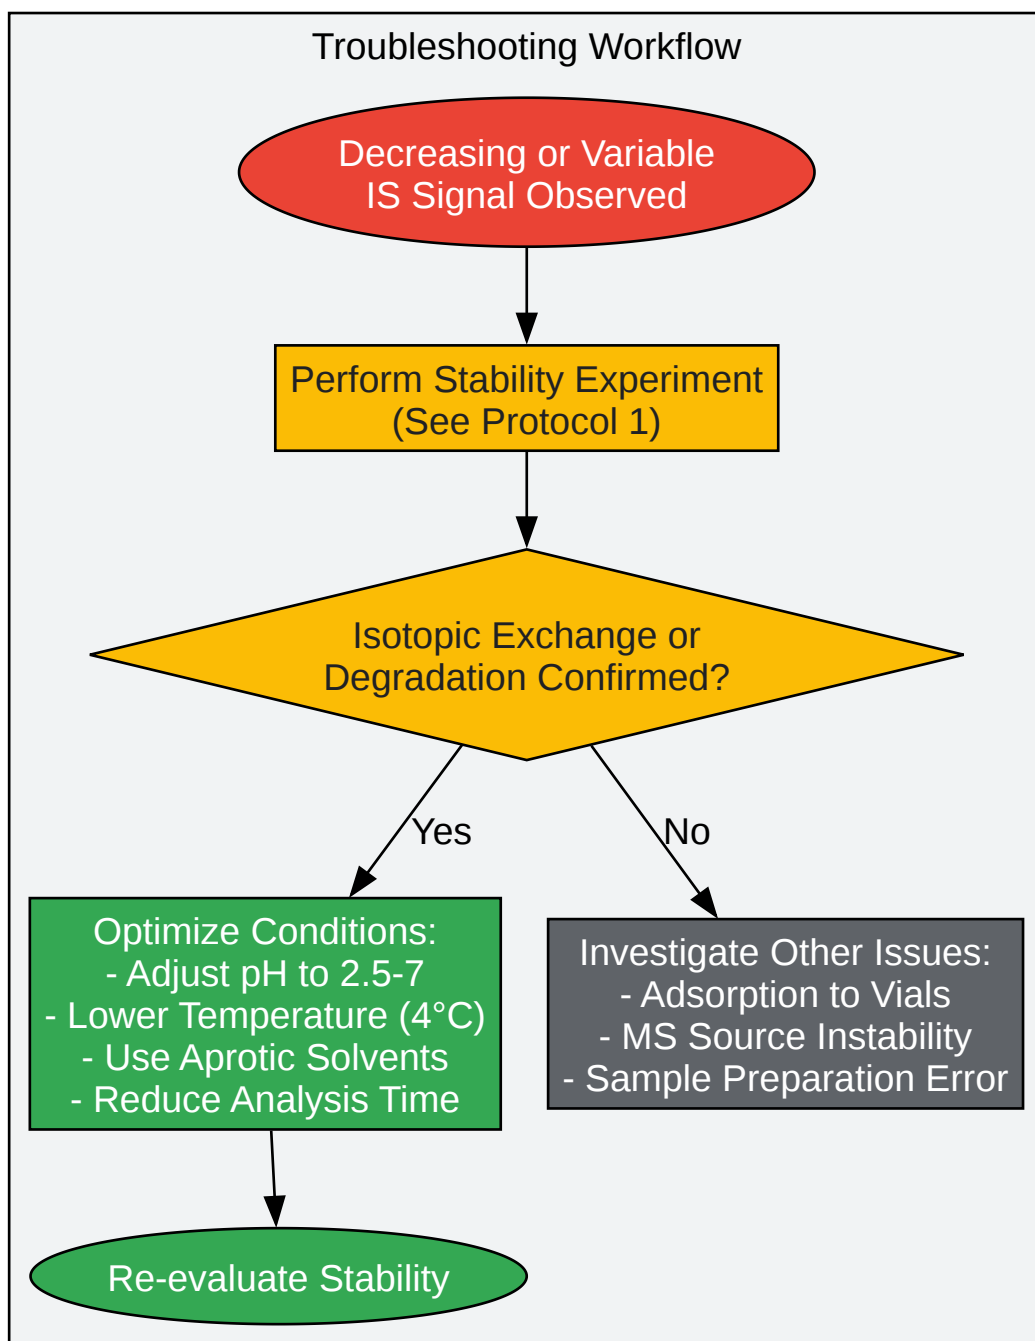 Troubleshooting Workflow
Decreasing or Variable
IS Signal Observed
Perform Stability Experiment
(See Protocol 1)
Isotopic Exchange or
Degradation Confirmed?
Yes
No
Optimize Conditions:
- Adjust pH to 2.5-7
- Lower Temperature (4°C)
- Use Aprotic Solvents
- Reduce Analysis Time
Investigate Other Issues:
- Adsorption to Vials
- MS Source Instability
- Sample Preparation Error
Re-evaluate Stability